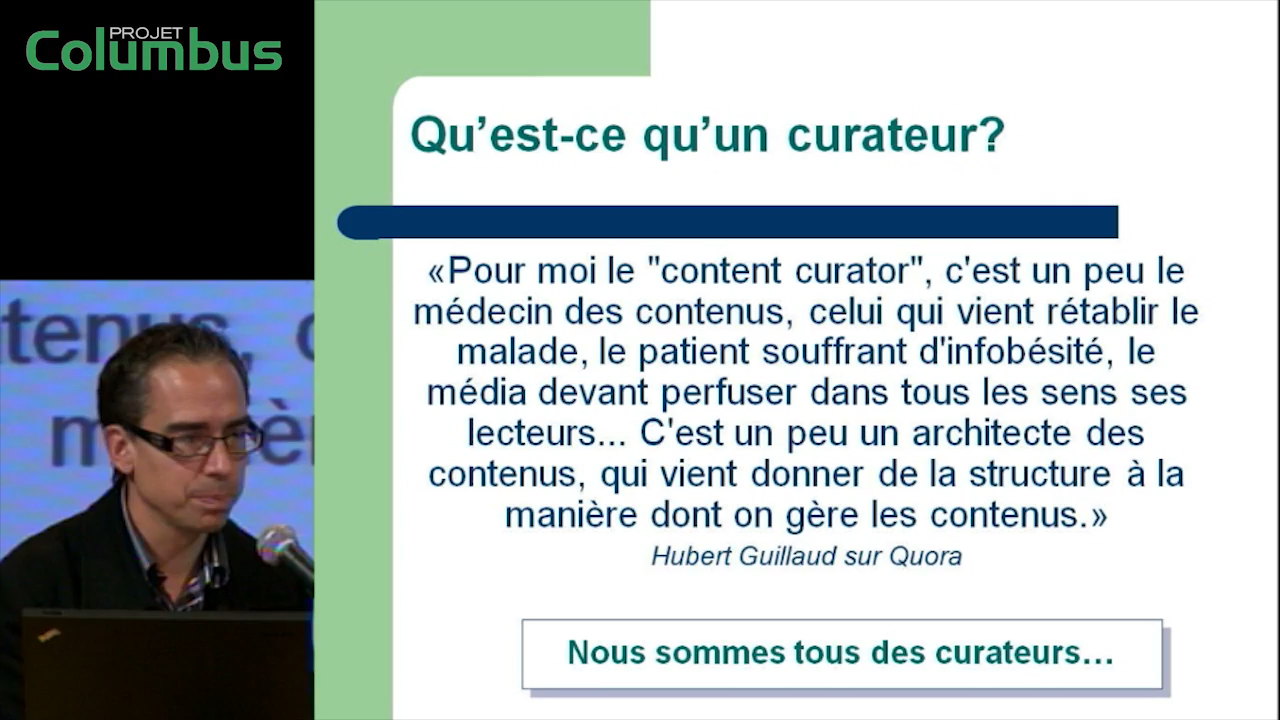 PROJET
Columbus
Qu’est-ce qu’un curateur?
«Pour moi le "content curator", c'est un peu le
médecin des contenus, celui qui vient rétablir le
malade, le patient souffrant d'infobésité, le
média devant perfuser dans tous les sens ses
lecteurs... C'est un peu un architecte des
contenus, qui vient donner de la structure à la
manière dont on gère les contenus.»
Hubert Guillaud sur Quora
Nous sommes tous des curateurs…